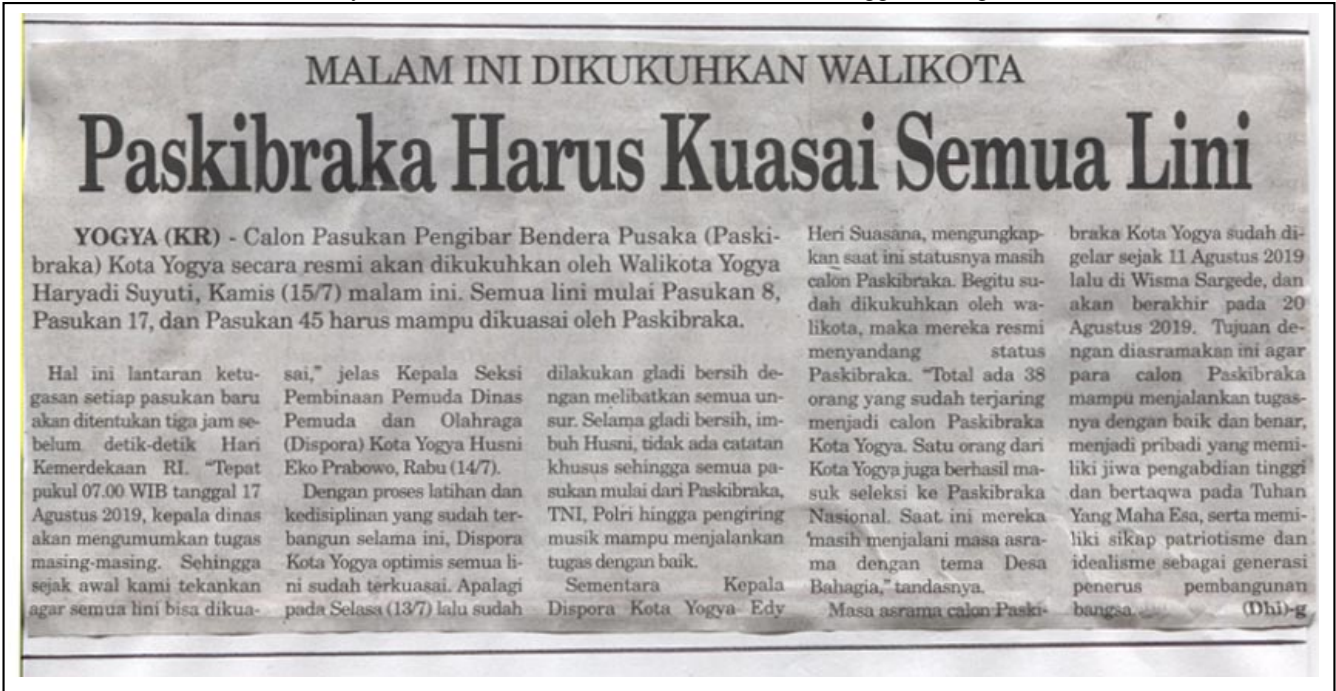 MALAM INI DIKUKUHKAN WALIKOTA
Paskibraka Harus Kuasai Semua Lini
YOGYA (KR) - Calon Pasukan Pengibar Bendera Pusaka (Paski-
braka) Kota Yogya secara resmi akan dikukuhkan oleh Walikota Yogya
Haryadi Suyuti, Kamis (15/7) malam ini. Semua lini mulai Pasukan 8,
Pasukan 17, dan Pasukan 45 harus mampu dikuasai oleh Paskibraka.
Hal ini lantaran ketu-
gasan setiap pasukan baru
akan ditentukan tiga jam se-
belum detik-detik Hari
Kemerdekaan RI. "Tepat
pukul 07.00 WIB tanggal 17
Agustus 2019, kepala dinas
akan mengumumkan tugas
masing-masing. Sehingga
sejak awal kami tekankan
agar semua lini bisa dikua-
sai," jelas Kepala Seksi
Pembinaan Pemuda Dinas
Pemuda dan Olahraga
(Dispora) Kota Yogya Husni
Eko Prabowo, Rabu (14/7).
Dengan proses latihan dan
kedisiplinan yang sudah ter-
bangun selama ini, Dispora
Kota Yogya optimis semua li-
ni sudah terkuasai. Apalagi
pada Selasa (13/7) lalu sudah
dilakukan gladi bersih de-
ngan melibatkan semua un-
sur. Selama gladi bersih, im-
buh Husni, tidak ada catatan
khusus sehingga semua pa-
sukan mulai dari Paskibraka,
TNI, Polri hingga pengiring
musik mampu menjalankan
tugas dengan baik.
Sementara Kepala
Dispora Kota Yogya Edy
Heri Suasana, mengungkap-
kan saat ini statusnya masih
calon Paskibraka. Begitu su-
dah dikukuhkan oleh wa-
likota, maka mereka resmi
menyandang status
Paskibraka. "Total ada 38
orang yang sudah terjaring
menjadi calon Paskibraka
Kota Yogya. Satu orang dari
Kota Yogya juga berhasil ma-
suk seleksi ke Paskibraka
Nasional. Saat ini mereka
masih menjalani masa asra-
ma dengan tema Desa
Bahagia," tandasnya.
Masa asrama calon Paski-
braka Kota Yogya sudah di-
gelar sejak 11 Agustus 2019
lalu di Wisma Sargede, dan
akan berakhir pada 20
Agustus 2019. Tujuan de-
ngan diasramakan ini agar
para calon Paskibraka
mampu menjalankan tugas-
nya dengan baik dan benar,
menjadi pribadi yang memi-
liki jiwa pengabdian tinggi
dan bertaqwa pada Tuhan
Yang Maha Esa, serta memi-
liki sikap patriotisme dan
idealisme sebagai generasi
penerus pembangunan
bangsa. (Dhi)-g